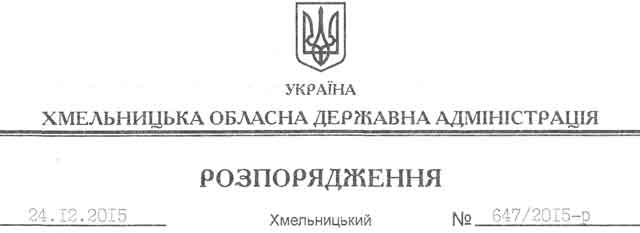 УКРАЇНА
ХМЕЛЬНИЦЬКА ОБЛАСНА ДЕРЖАВНА АДМІНІСТРАЦІЯ
РОЗПОРЯДЖЕННЯ
24.12.2015 Хмельницький № 647/2015-р